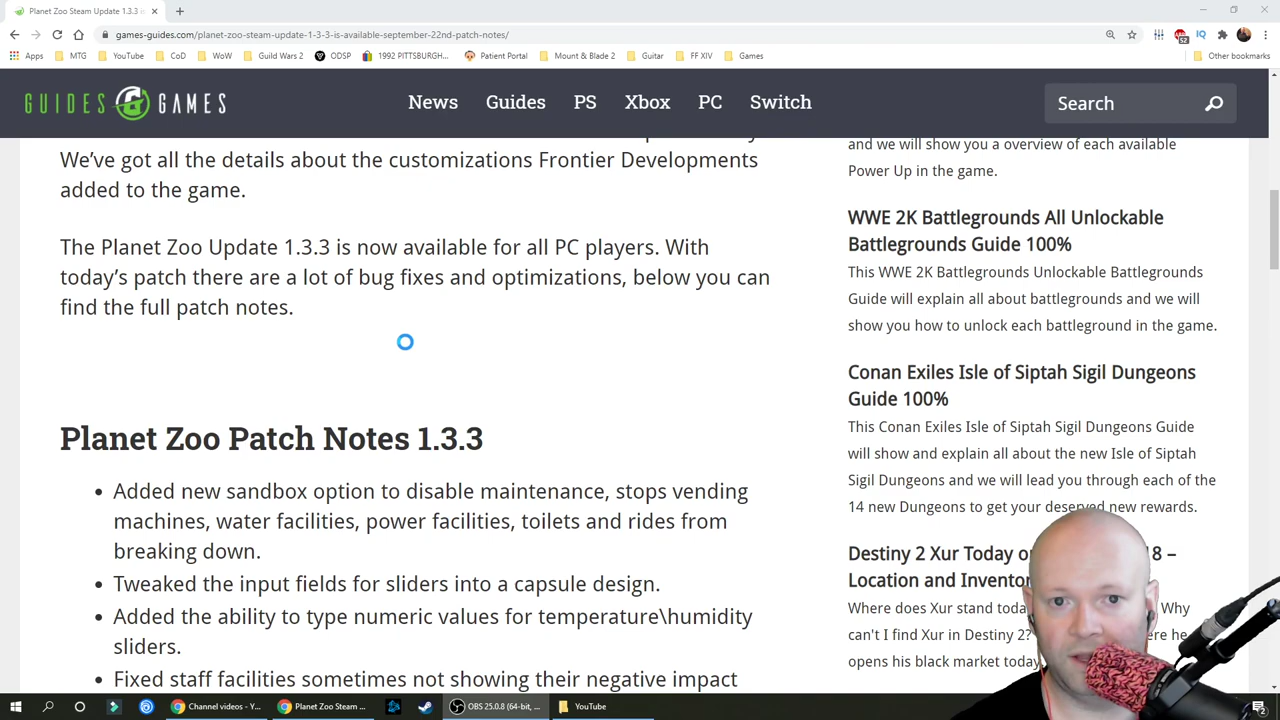 Planet Zoo Steam Update 1.3.3 is
games-guides.com/planet-zoo-steam-update-1-3-3-is-available-september-22nd-patch-notes/
52
IQ
Apps
MTG
YouTube
CoD
WoW
Guild Wars 2
ODSP
1992 PITTSBURGH...
Patient Portal
Mount & Blade 2
Guitar
FF XIV
Games
Other bookmarks
GUIDES GAMES
News
Guides
PS
Xbox
PC
Switch
Search
We've got all the details about the customizations Frontier Developments
added to the game.
The Planet Zoo Update 1.3.3 is now available for all PC players. With
today's patch there are a lot of bug fixes and optimizations, below you can
find the full patch notes.
Planet Zoo Patch Notes 1.3.3
• Added new sandbox option to disable maintenance, stops vending
machines, water facilities, power facilities, toilets and rides from
breaking down.
• Tweaked the input fields for sliders into a capsule design.
• Added the ability to type numeric values for temperature\humidity
sliders.
• Fixed staff facilities sometimes not showing their negative impact
and we will show you a overview of each available
Power Up in the game.
WWE 2K Battlegrounds All Unlockable
Battlegrounds Guide 100%
This WWE 2K Battlegrounds Unlockable Battlegrounds
Guide will explain all about battlegrounds and we will
show you how to unlock each battleground in the game.
Conan Exiles Isle of Siptah Sigil Dungeons
Guide 100%
This Conan Exiles Isle of Siptah Sigil Dungeons Guide
will show and explain all about the new Isle of Siptah
Sigil Dungeons and we will lead you through each of the
14 new Dungeons to get your deserved new rewards.
Destiny 2 Xur Today 8 –
Location and
Where does Xur stand Why
can't I find Xur in Destiny 2? he
opens his black market today
Channel videos - Y...
Planet Zoo Steam ...
OBS 25.0.8 (64-bit, ...
YouTube
2